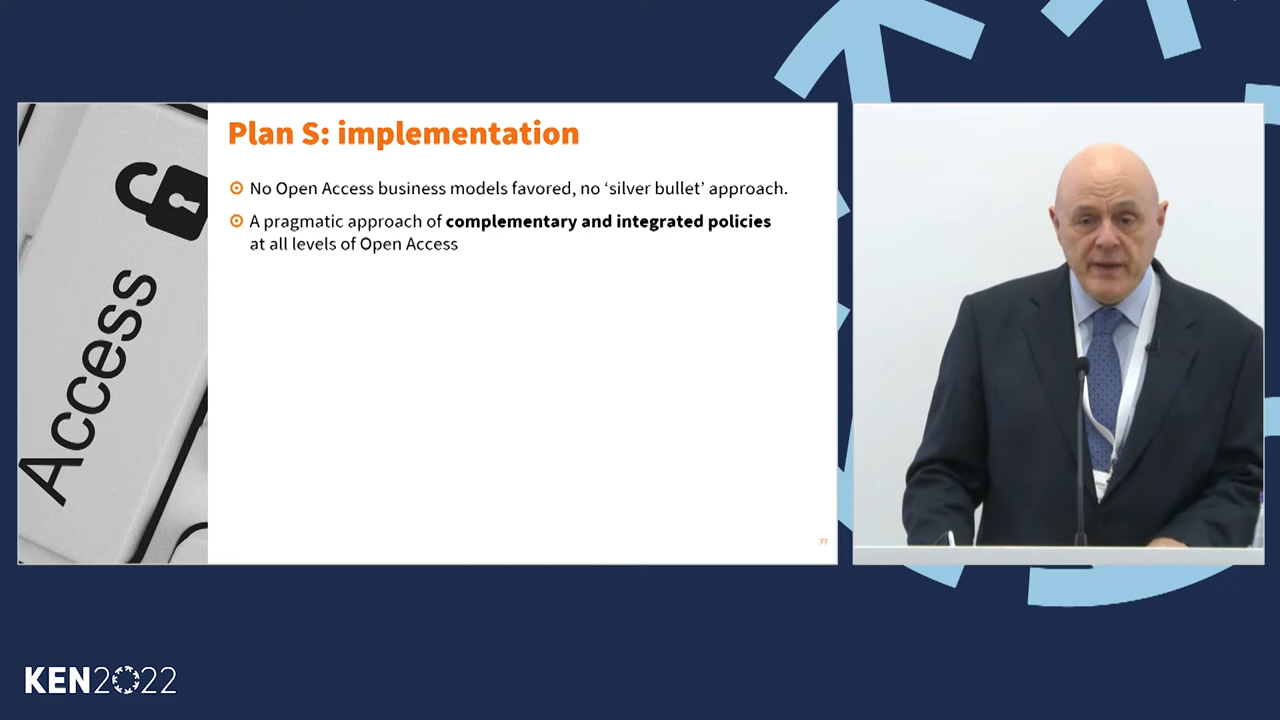 Access
Plan S: implementation
No Open Access business models favored, no ‘silver bullet’ approach.
A pragmatic approach of complementary and integrated policies
at all levels of Open Access
39
KEN2022